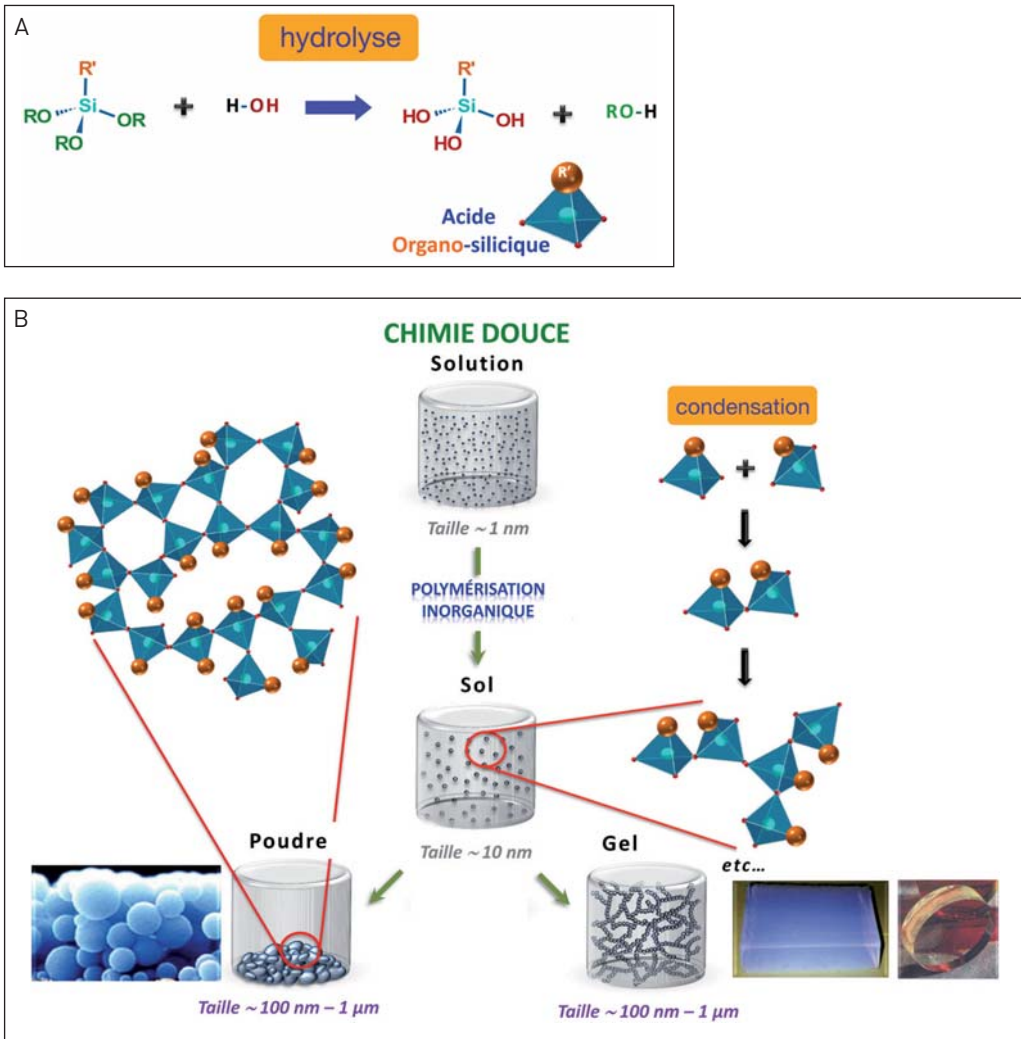 A
hydrolyse
R'
Si
RO
OR
RO
+
H-OH
R'
Si
HO
OH
HO
+
RO-H
R'
Acide
Organo-silicique
B
CHIMIE DOUCE
Solution
Taille ~ 1 nm
POLYMÉRISATION
INORGANIQUE
Sol
Taille ~ 10 nm
condensation
+
etc...
Poudre
Taille ~ 100 nm – 1 µm
Gel
Taille ~ 100 nm – 1 µm